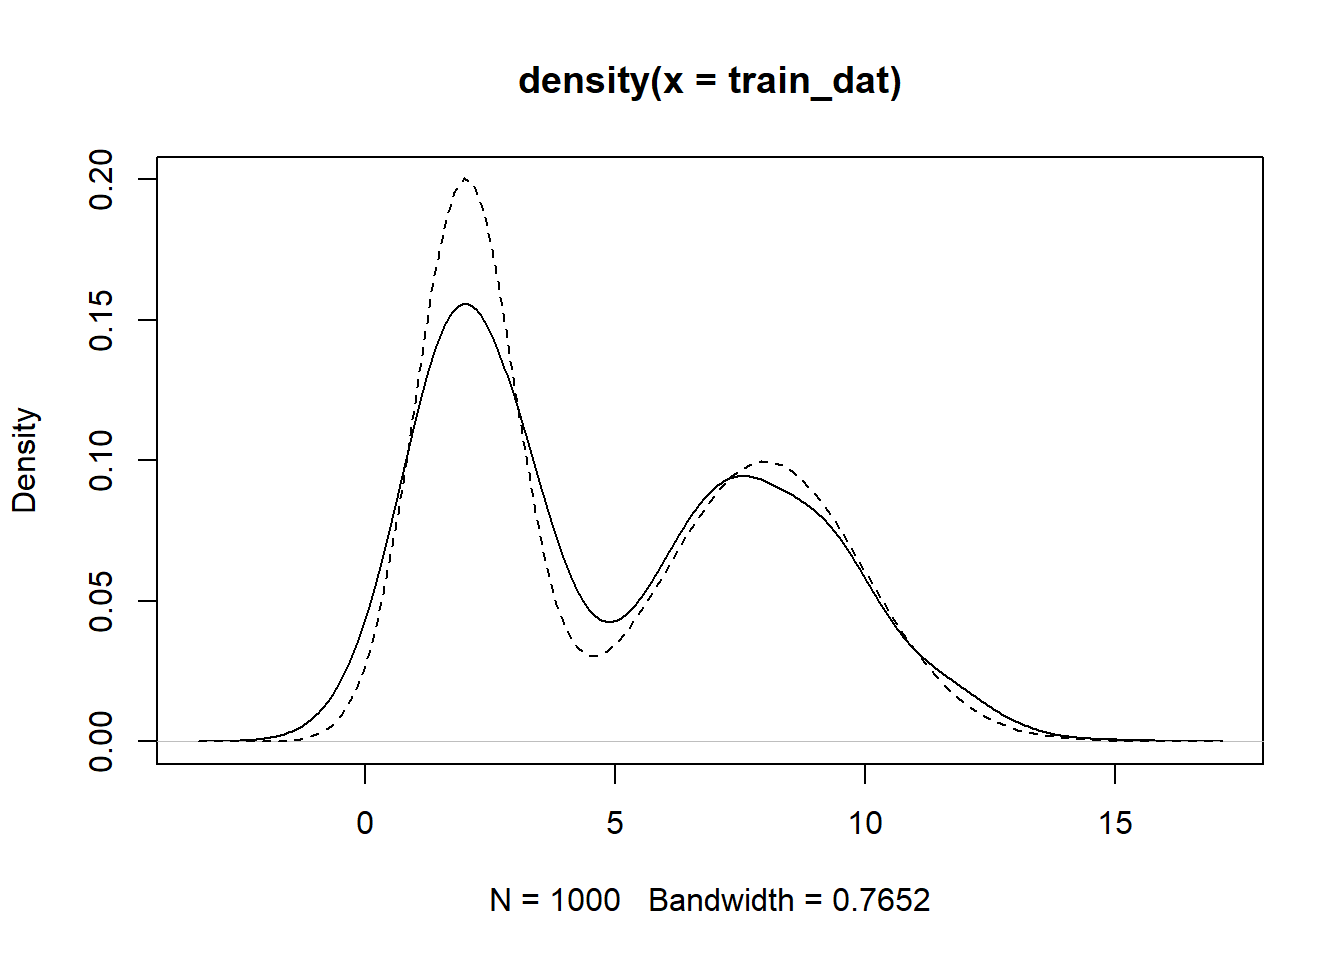 density(x = train_dat)
Density
0.20
0.15
0.10
0.05
0.00
0 5 10 15
N = 1000 Bandwidth = 0.7652